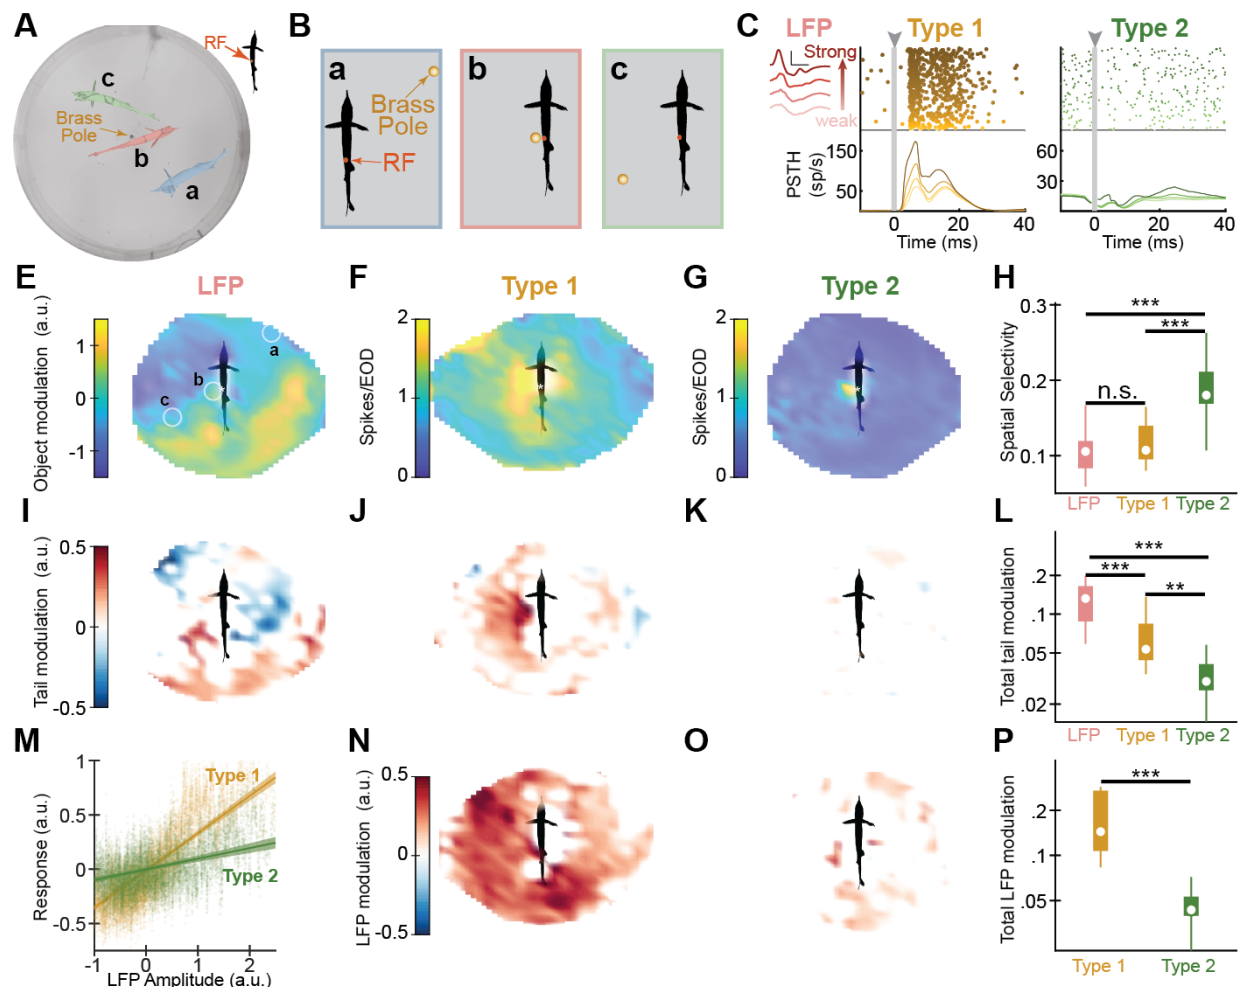 A
RF
c
Brass
Pole
b
a
B
a
Brass
Pole
RF
b
c
C
LFP
Type 1
Type 2
Strong
weak
PSTH
(sp/s)
150
50
0
20
40
Time (ms)
60
30
0
20
40
Time (ms)
E
LFP
Object modulation (a.u.)
1
0
-1
a
b
c
*
F
Type 1
Spikes/EOD
2
1
0
*
G
Type 2
Spikes/EOD
2
1
0
*
H
Spatial Selectivity
0.3
0.2
0.1
***
***
n.s.
LFP
Type 1
Type 2
I
Tail modulation (a.u.)
0.5
0
-0.5
J
K
L
Total tail modulation
.2
.1
.05
.02
***
***
**
LFP
Type 1
Type 2
M
Response (a.u.)
1
0.5
0
-0.5
Type 1
Type 2
-1
0
1
2
LFP Amplitude (a.u.)
N
LFP modulation (a.u.)
0.5
0
-0.5
O
P
Total LFP modulation
.2
.1
.05
***
Type 1
Type 2